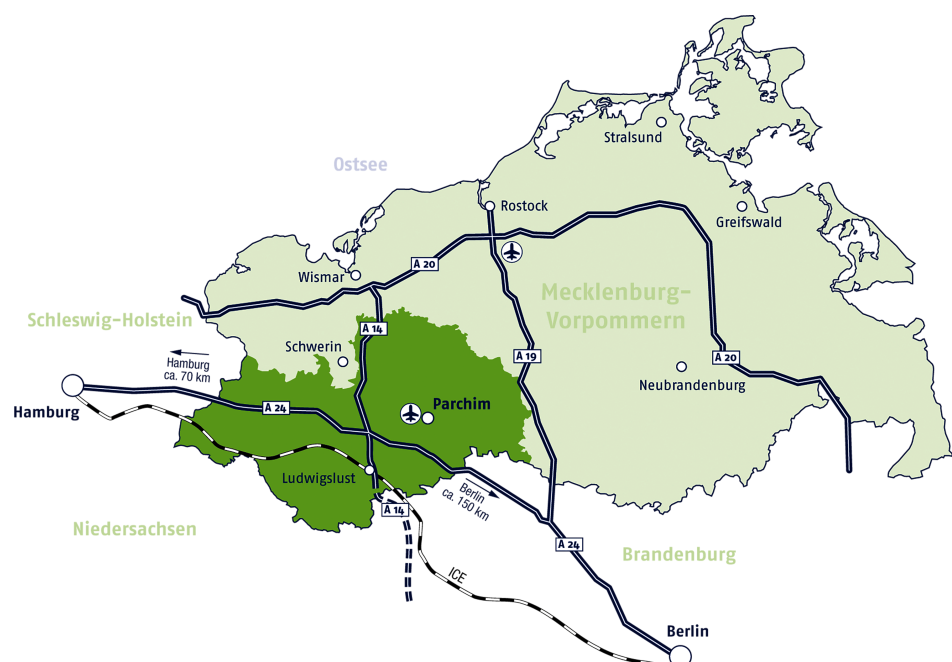 Stralsund
Ostsee
Rostock
Greifswald
A 20
Wismar
Mecklenburg-
Vorpommern
Schleswig-Holstein
A 14
Schwerin
A 19
A 20
Hamburg
ca. 70 km
Neubrandenburg
Hamburg
A 24
Parchim
Ludwigslust
Berlin
ca. 150 km
A 14
Niedersachsen
A 24
Brandenburg
ICE
Berlin